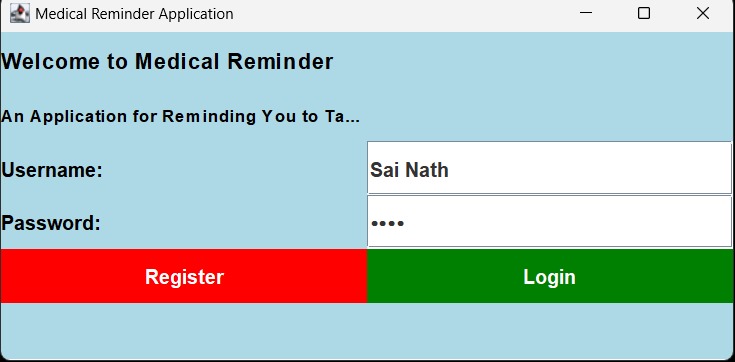 Medical Reminder Application
Welcome to Medical Reminder
An Application for Reminding You to Ta...
Username: Sai Nath
Password: ••••
Register Login